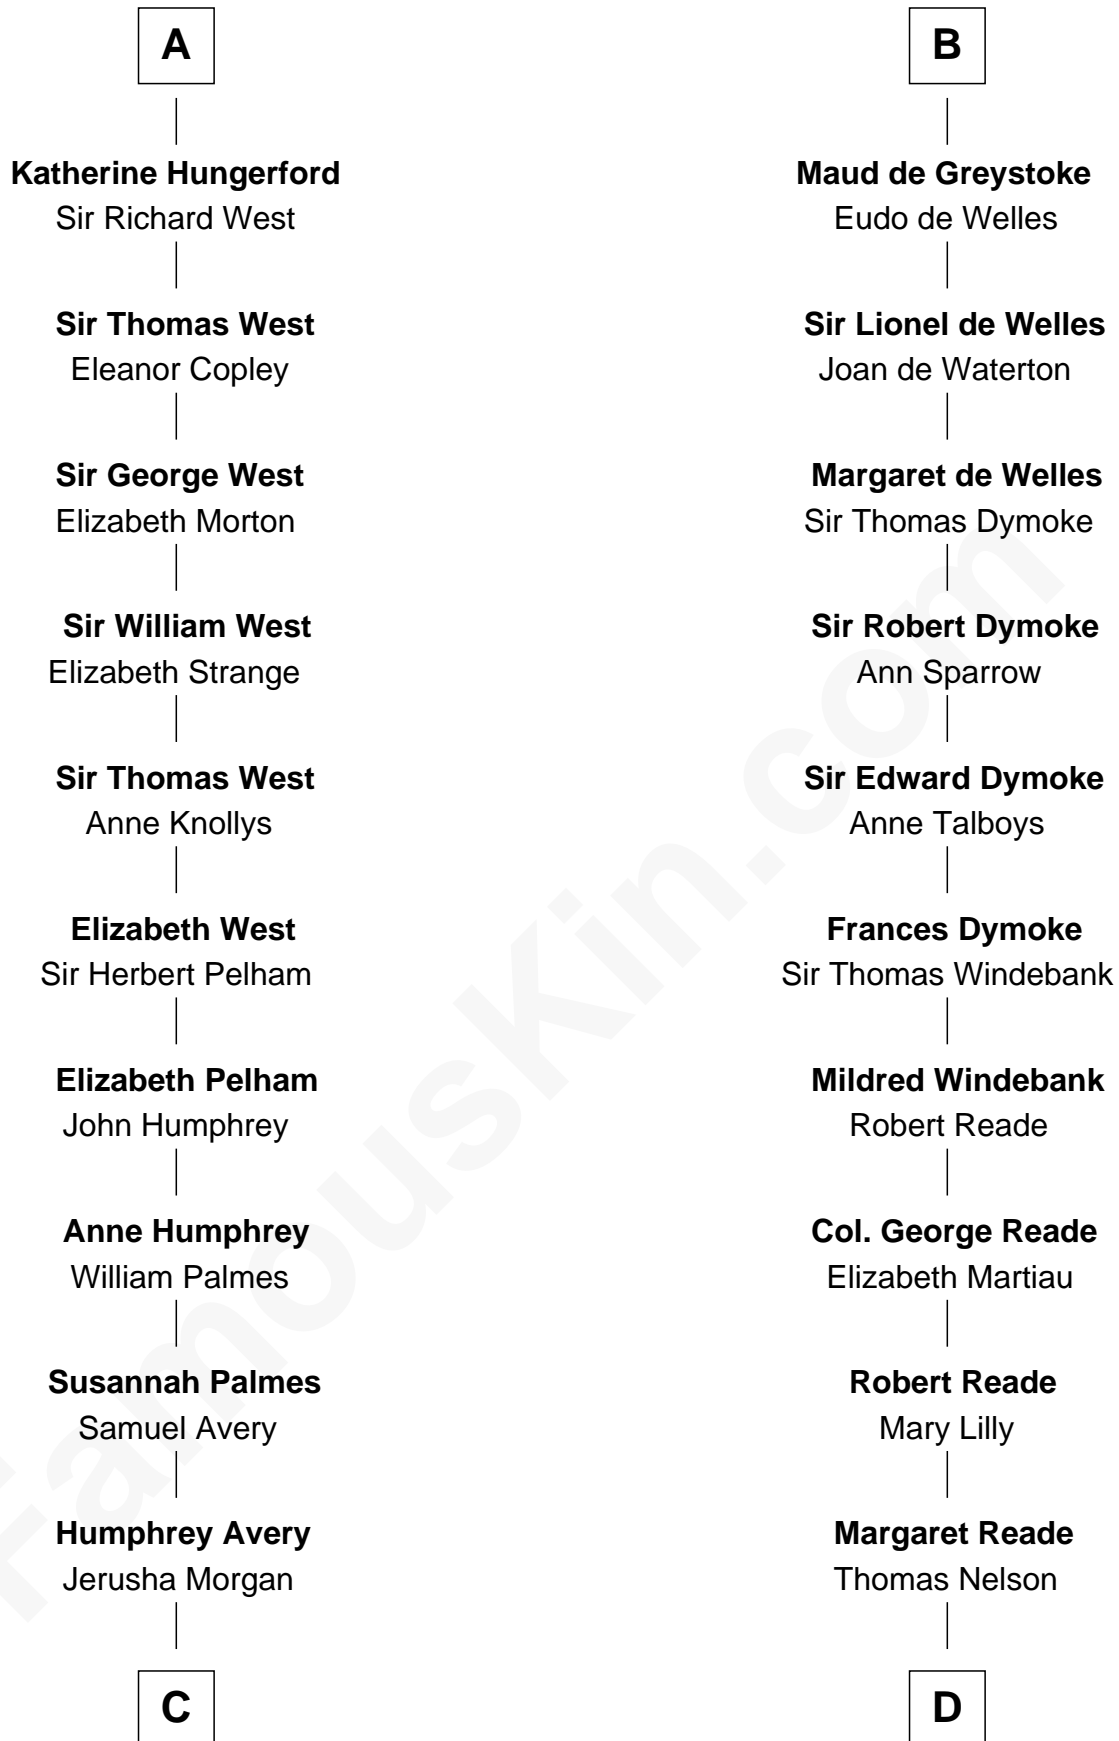 A
Katherine Hungerford
Sir Richard West
Sir Thomas West
Eleanor Copley
Sir George West
Elizabeth Morton
Sir William West
Elizabeth Strange
Sir Thomas West
Anne Knollys
Elizabeth West
Sir Herbert Pelham
Elizabeth Pelham
John Humphrey
Anne Humphrey
William Palmes
Susannah Palmes
Samuel Avery
Humphrey Avery
Jerusha Morgan
C
B
Maud de Greystoke
Eudo de Welles
Sir Lionel de Welles
Joan de Waterton
Margaret de Welles
Sir Thomas Dymoke
Sir Robert Dymoke
Ann Sparrow
Sir Edward Dymoke
Anne Talboys
Frances Dymoke
Sir Thomas Windebank
Mildred Windebank
Robert Reade
Col. George Reade
Elizabeth Martiau
Robert Reade
Mary Lilly
Margaret Reade
Thomas Nelson
D
FamousKin.com